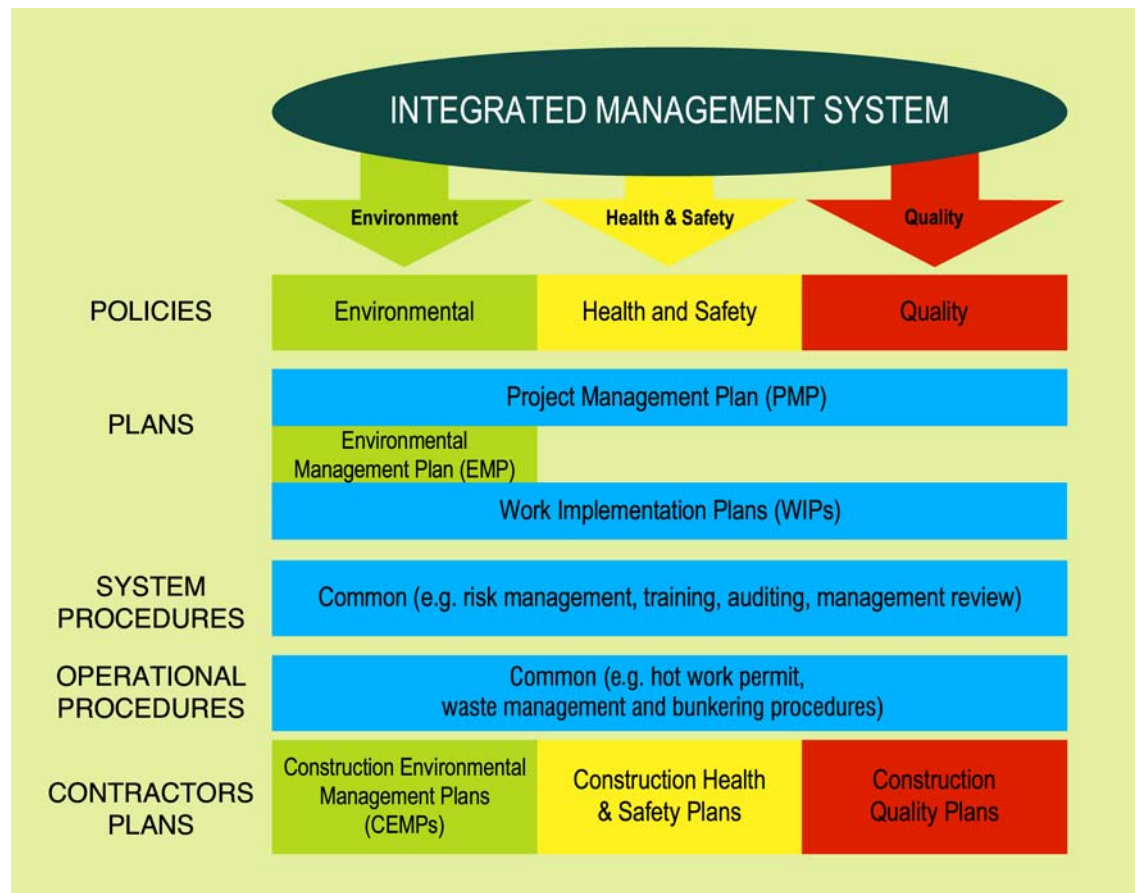 INTEGRATED MANAGEMENT SYSTEM
Environment
Health & Safety
Quality
POLICIES
Environmental
Health and Safety
Quality
PLANS
Project Management Plan (PMP)
Environmental
Management Plan (EMP)
Work Implementation Plans (WIPs)
SYSTEM
PROCEDURES
Common (e.g. risk management, training, auditing, management review)
OPERATIONAL
PROCEDURES
Common (e.g. hot work permit,
waste management and bunkering procedures)
CONTRACTORS
PLANS
Construction Environmental
Management Plans
(CEMPs)
Construction Health
& Safety Plans
Construction
Quality Plans